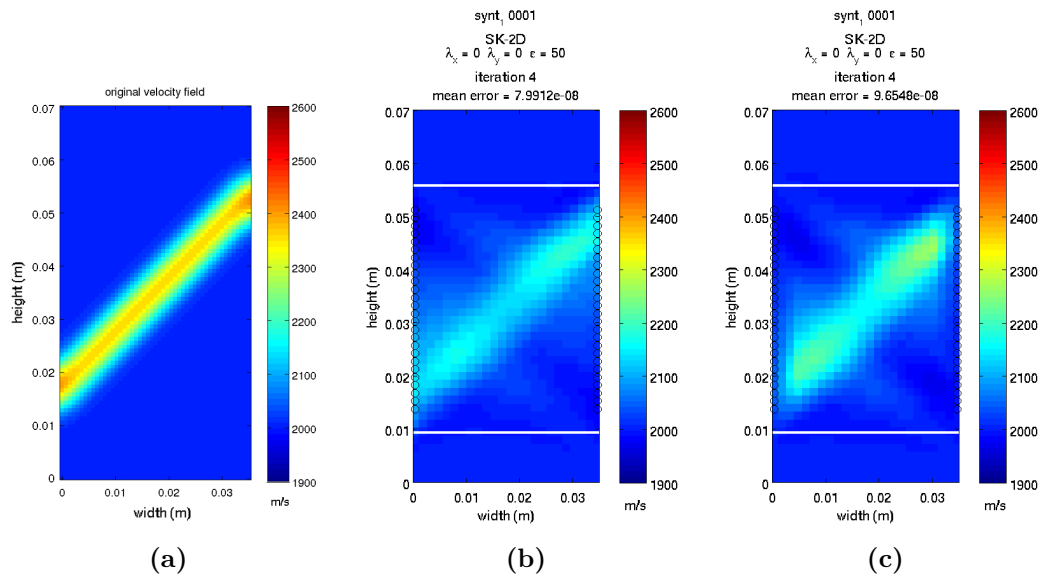 original velocity field
0.07
0.06
0.05
0.04
0.03
0.02
0.01
0
height (m)
0 0.01 0.02 0.03
width (m)
2600
2500
2400
2300
2200
2100
2000
1900
m/s
(a)
synt₁ 0001
SK-2D
λx = 0 λy = 0 ε = 50
iteration 4
mean error = 7.9912e-08
0.07
0.06
0.05
0.04
0.03
0.02
0.01
0
height (m)
0 0.01 0.02 0.03
width (m)
2600
2500
2400
2300
2200
2100
2000
1900
m/s
(b)
synt₁ 0001
SK-2D
λx = 0 λy = 0 ε = 50
iteration 4
mean error = 9.6548e-08
0.07
0.06
0.05
0.04
0.03
0.02
0.01
0
height (m)
0 0.01 0.02 0.03
width (m)
2600
2500
2400
2300
2200
2100
2000
1900
m/s
(c)